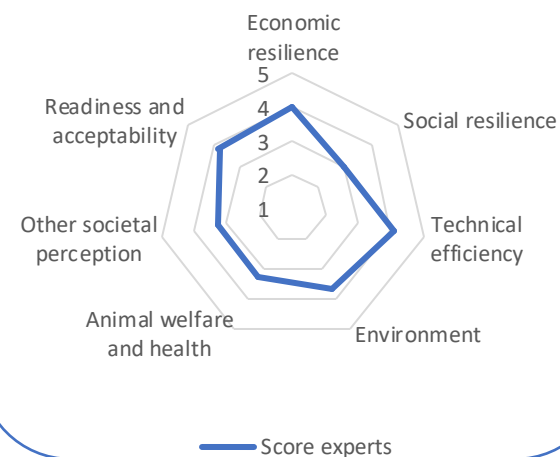 Economic
resilience
5
4
3
2
1
Readiness and
acceptability
Social resilience
Other societal
perception
Technical
efficiency
Animal welfare
and health
Environment
Score experts